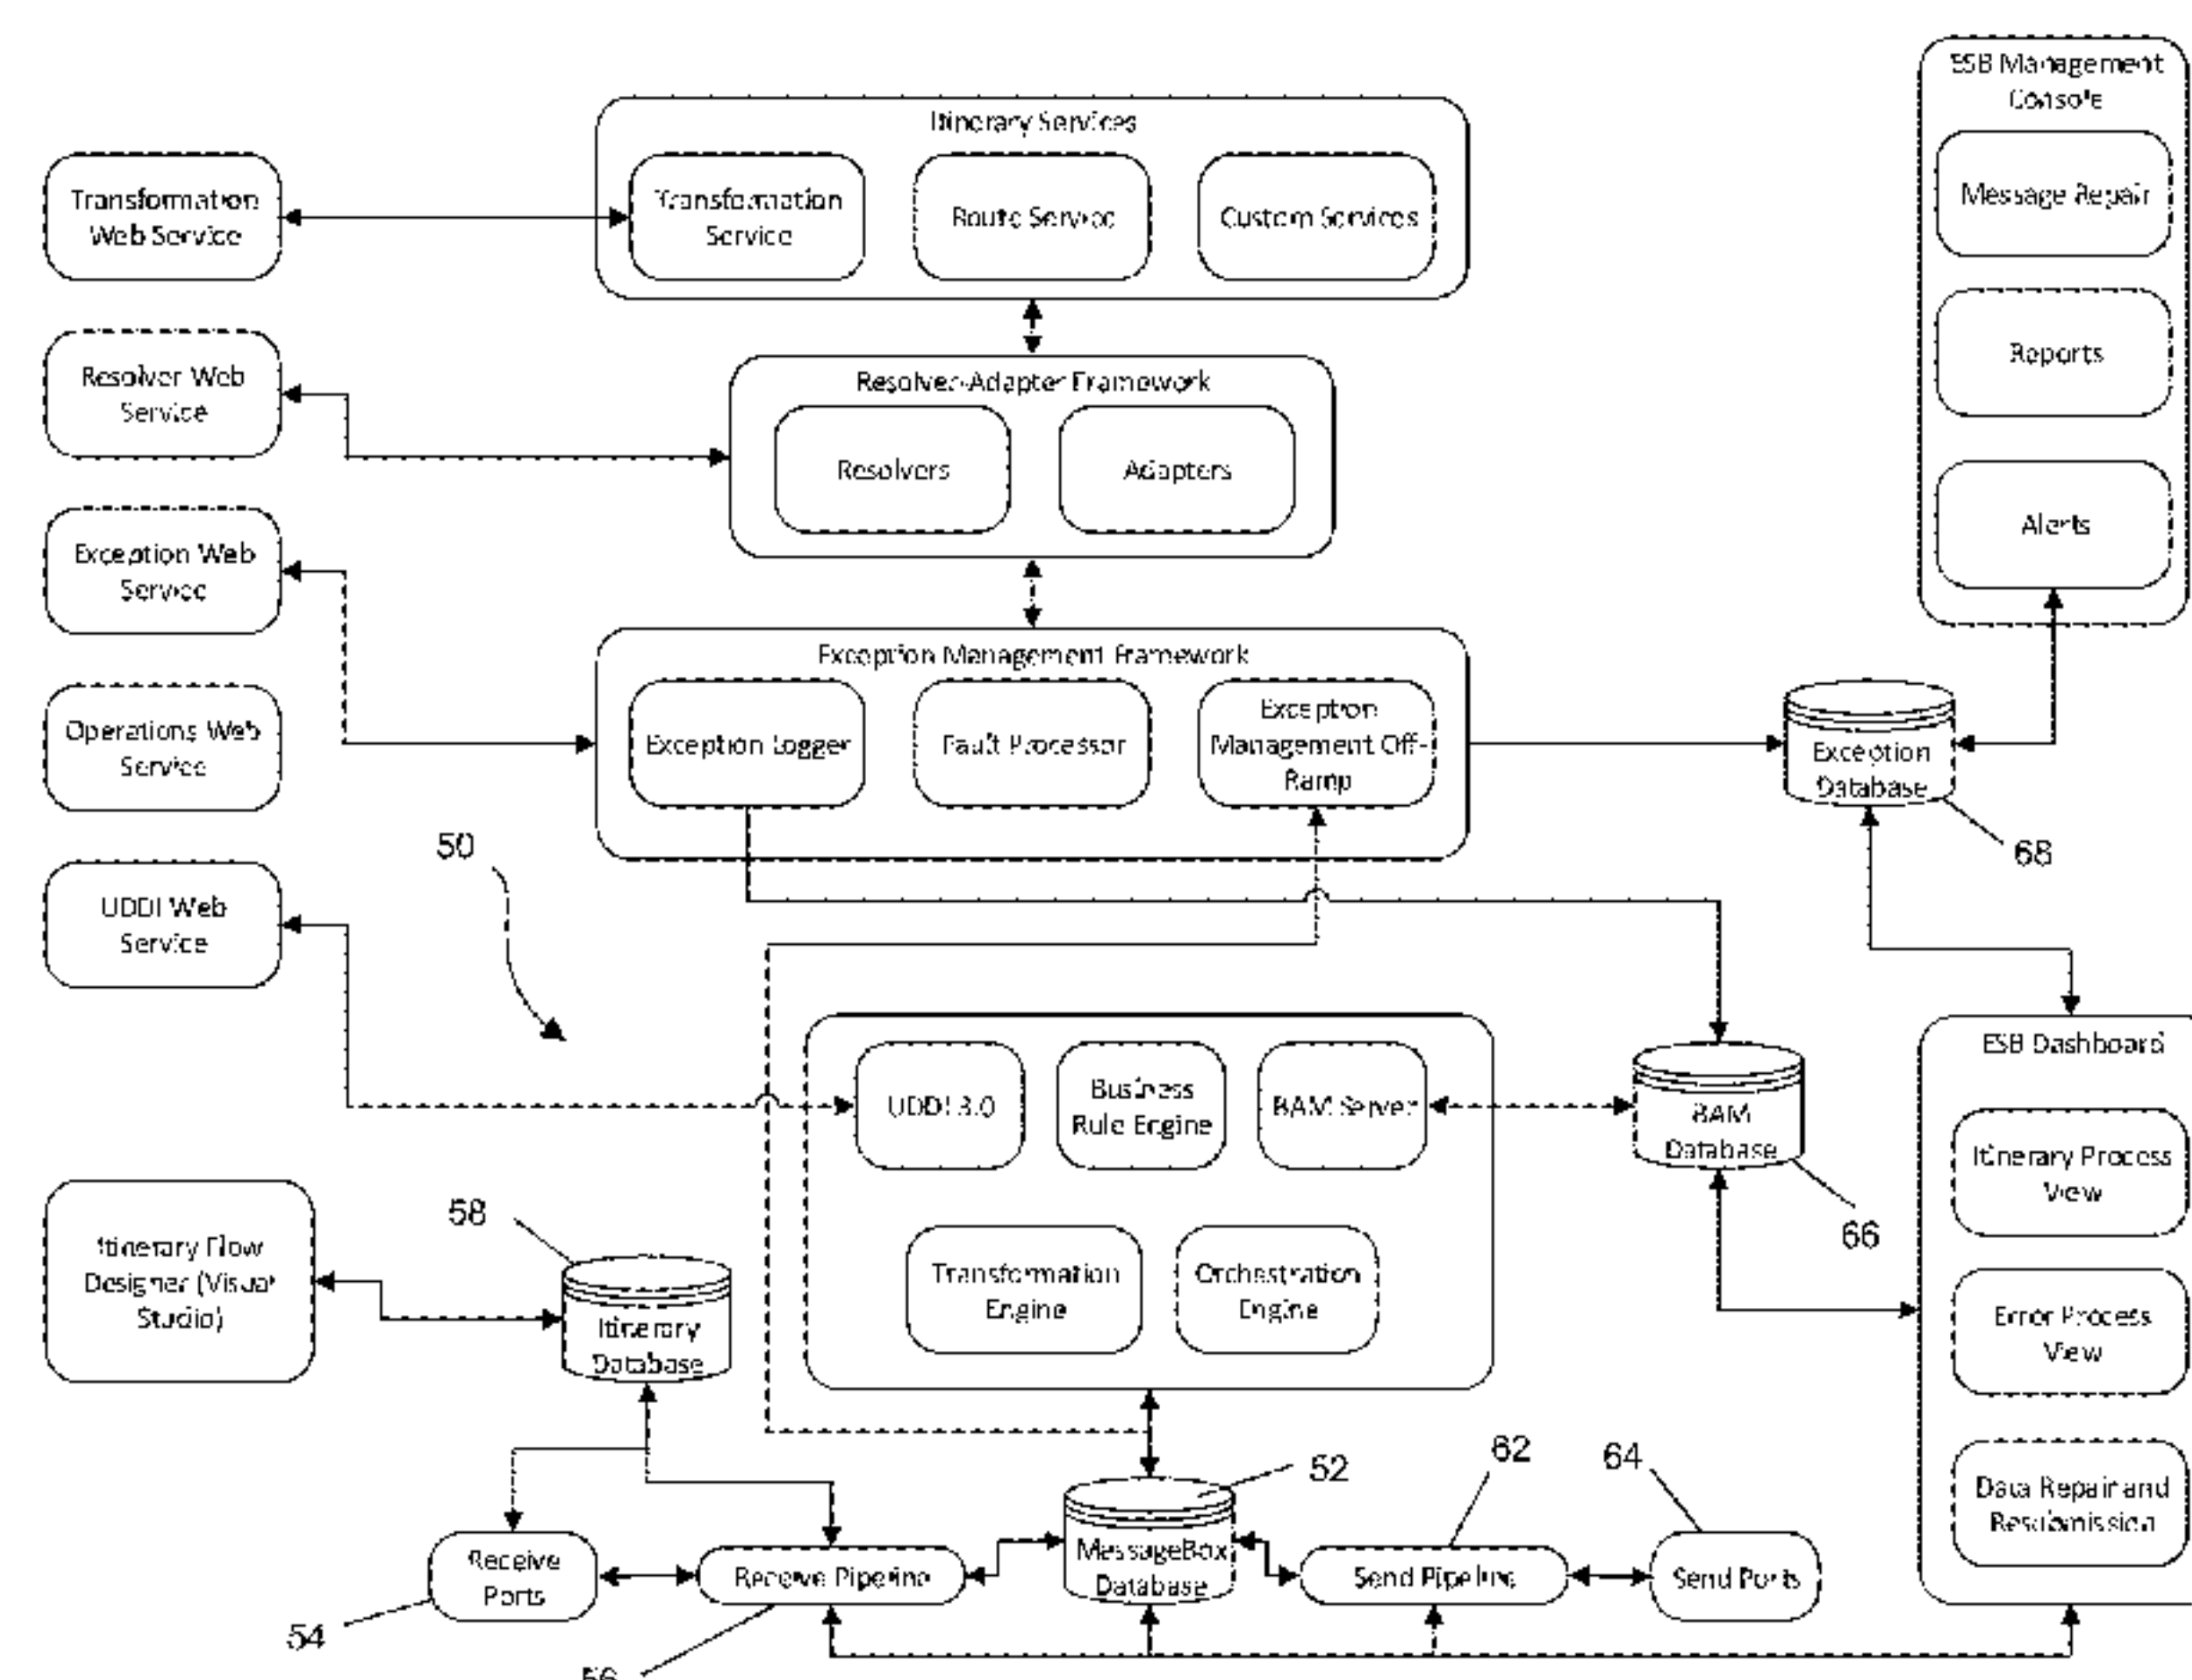 ESB Management
Console
Message Repair
Reports
Alerts
Itinerary Services
Transformation
Service
Route Service
Custom Services
Transformation
Web Service
Resolver Web
Service
Resolver-Adapter Framework
Resolvers
Adapters
Exception Web
Service
Exception Management Framework
Exception Logger
Fault Processor
Exception
Management Off-
Ramp
Exception
Database
68
Operations Web
Service
50
UDDI Web
Service
UDDI 3.0
Business
Rule Engine
BAM Server
Transformation
Engine
Orchestration
Engine
BAM
Database
66
ESB Dashboard
Itinerary Process
View
Error Process
View
Data Repair and
Resubmission
Itinerary Flow
Designer (Visual
Studio)
58
Itinerary
Database
Receive
Ports
54
Receive Pipeline
56
MessageBox
Database
52
Send Pipeline
62
Send Ports
64